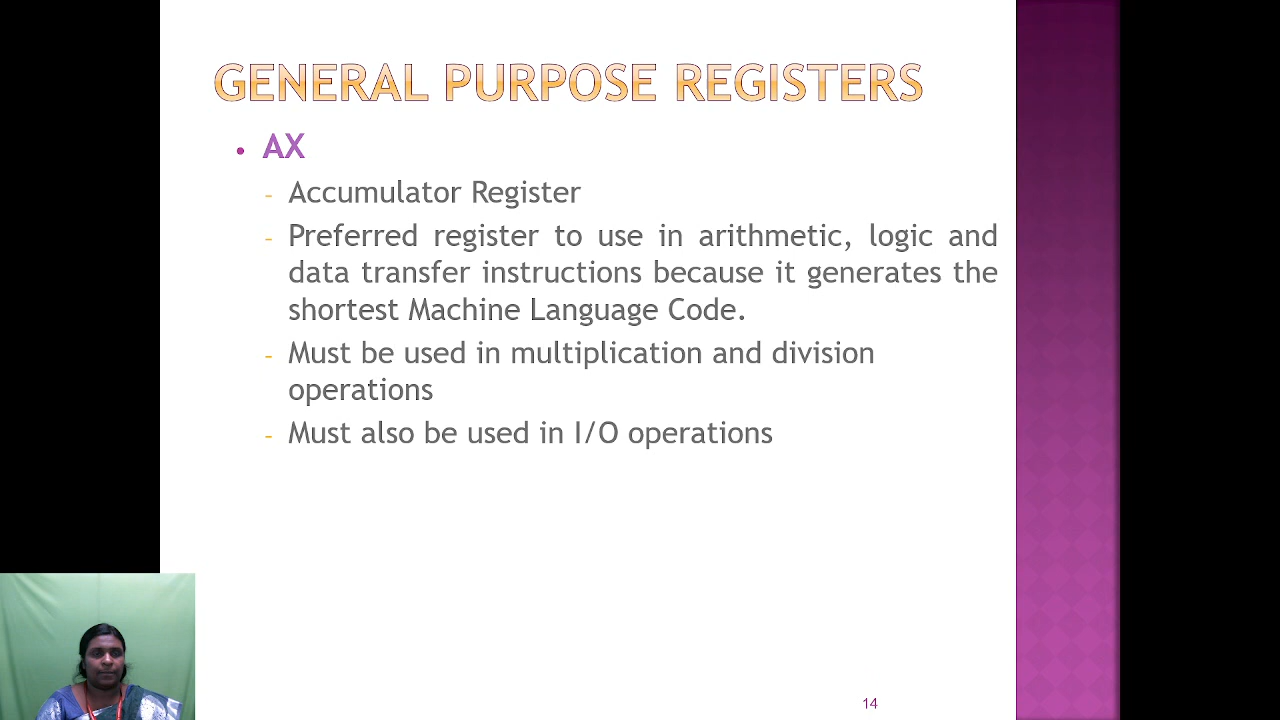 GENERAL PURPOSE REGISTERS
• AX
- Accumulator Register
- Preferred register to use in arithmetic, logic and
data transfer instructions because it generates the
shortest Machine Language Code.
- Must be used in multiplication and division
operations
- Must also be used in I/O operations
14